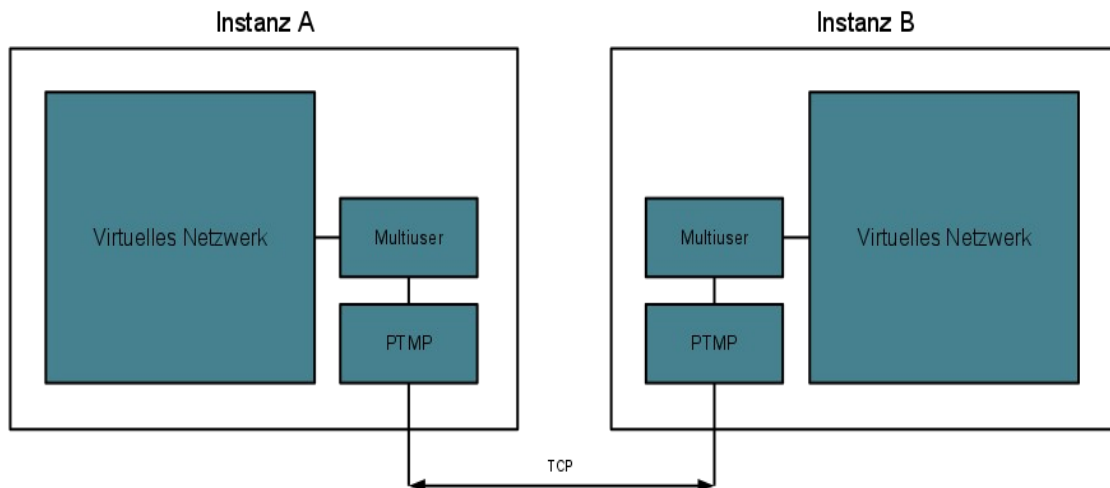 Instanz A
Instanz B
Virtuelles Netzwerk
Multiuser
PTMP
Multiuser
PTMP
Virtuelles Netzwerk
TCP